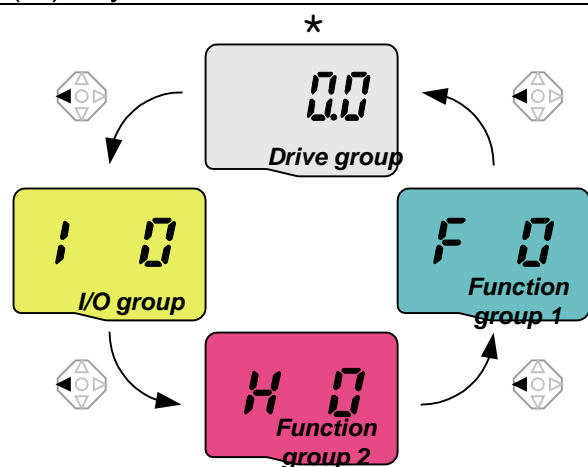 *
0.0
Drive group
I 0
I/O group
F 0
Function
group 1
H 0
Function
group 2